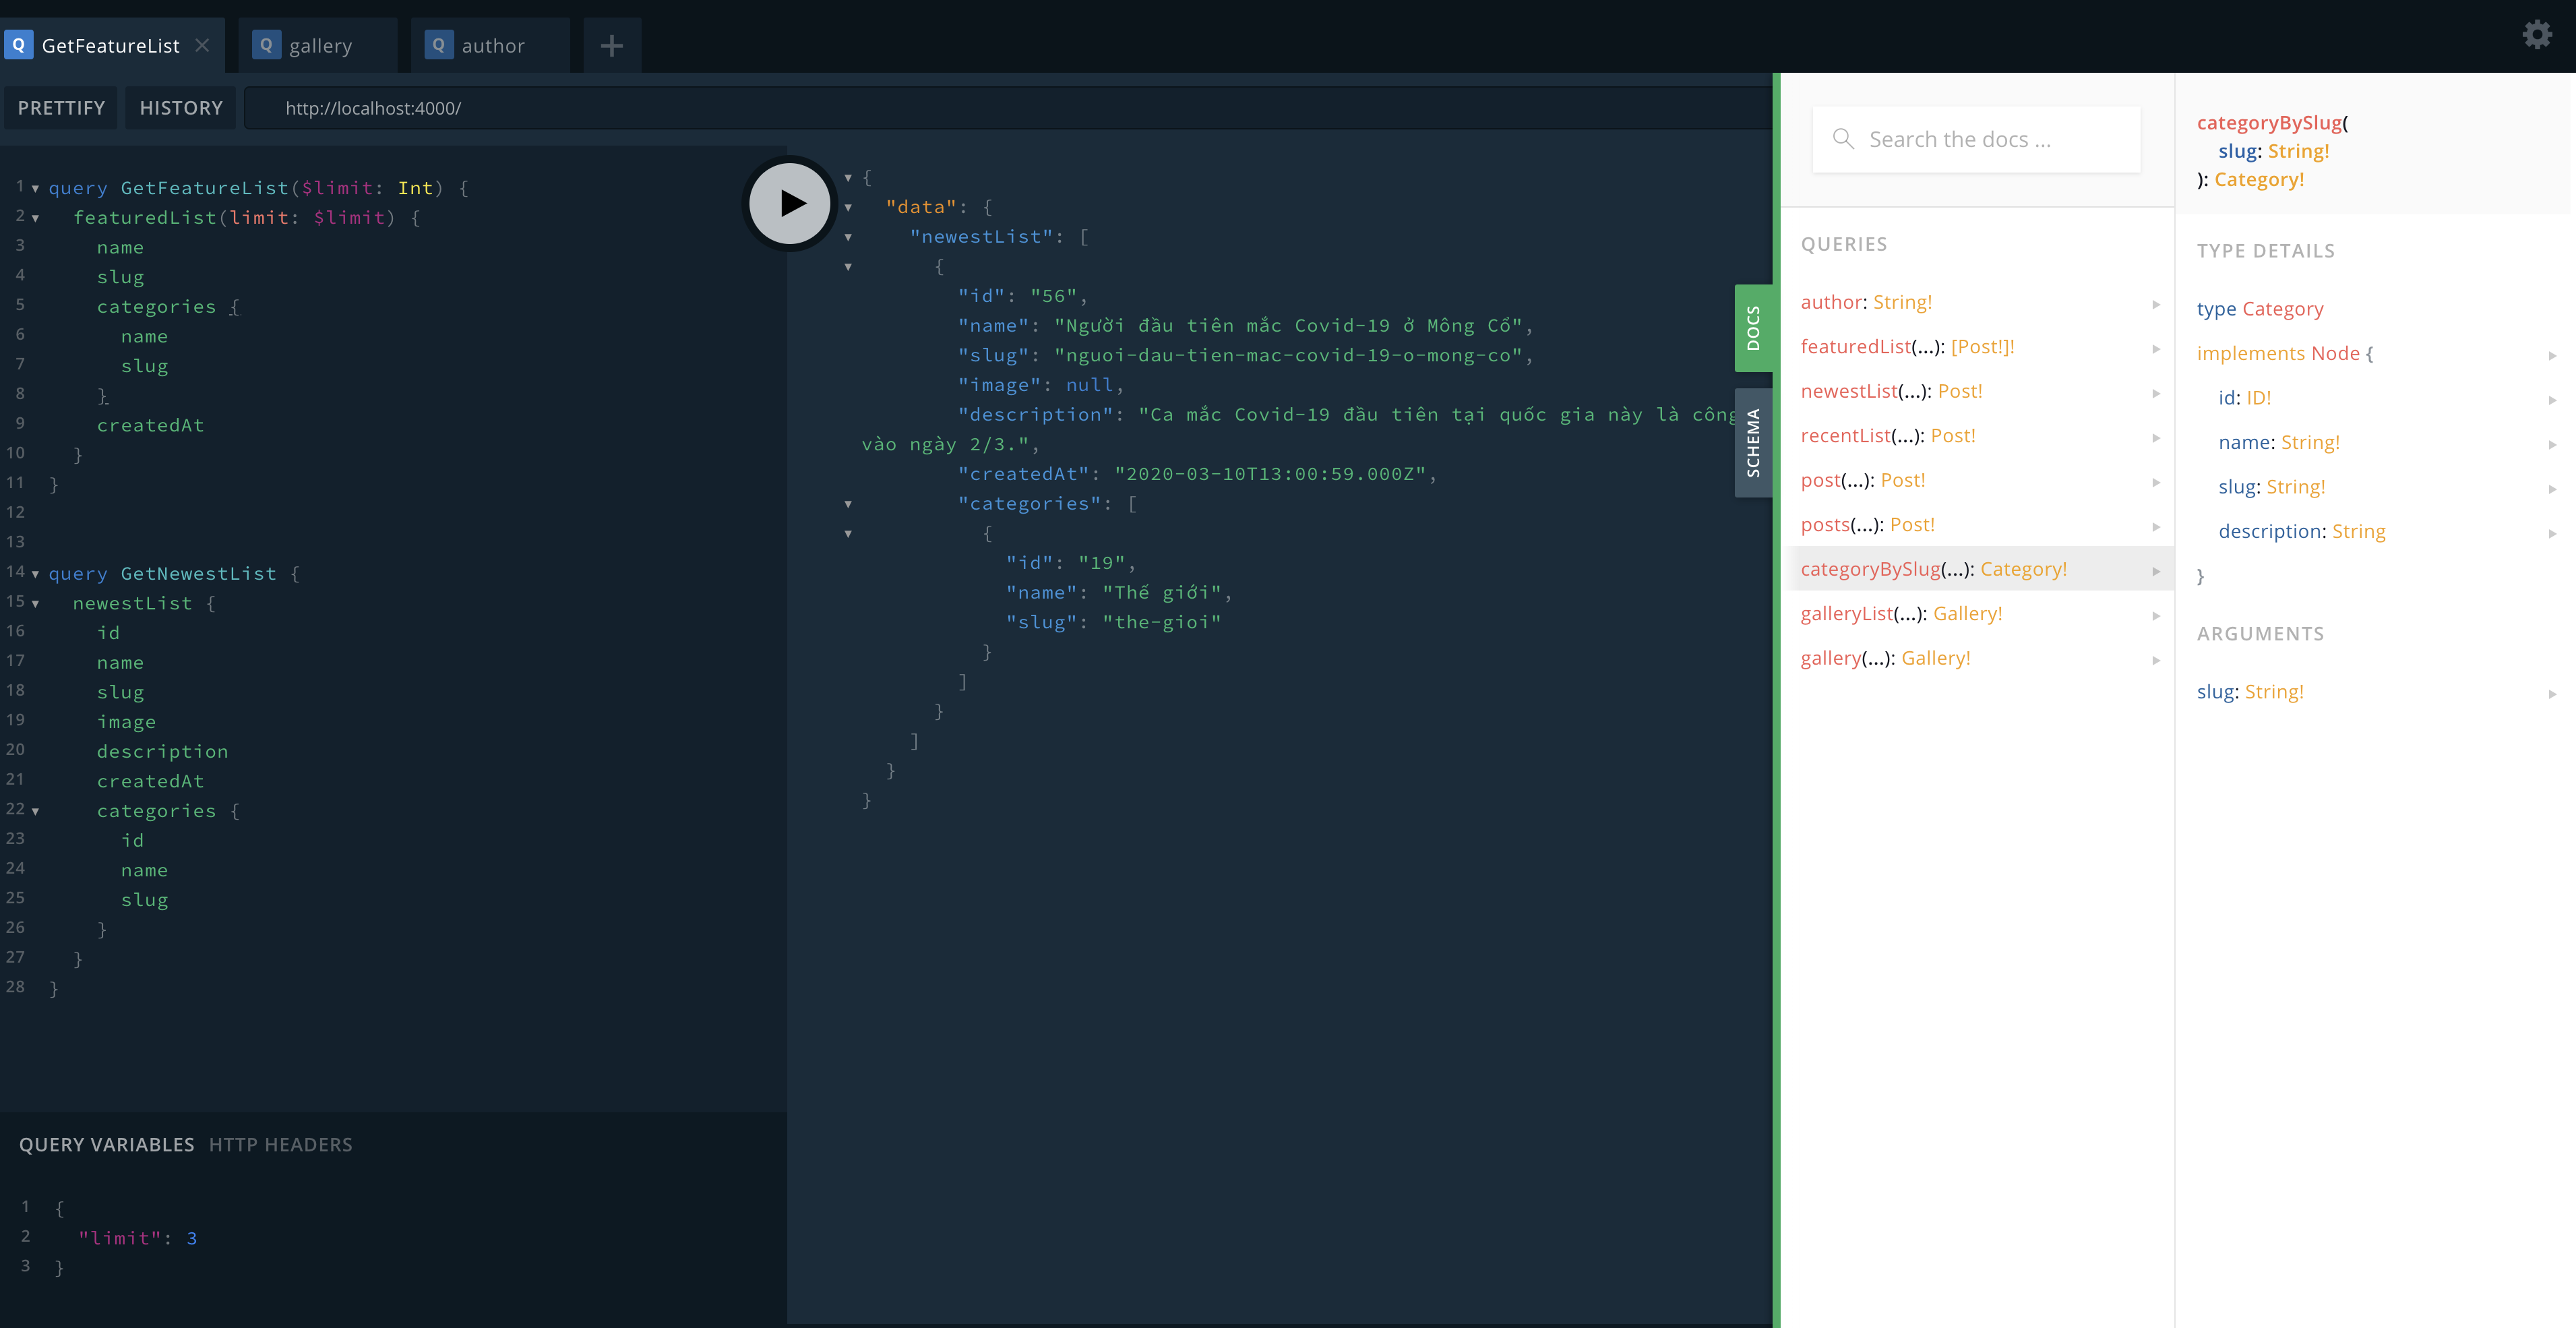 GetFeatureList
gallery
author
PRETTIFY
HISTORY
http://localhost:4000/
1 query GetFeatureList($limit: Int) {
2 featuredList(limit: $limit) {
3 name
4 slug
5 categories {
6 name
7 slug
8 }
9 createdAt
10 }
11 }
12
13
14 query GetNewestList {
15 newestList {
16 id
17 name
18 slug
19 image
20 description
21 createdAt
22 categories {
23 id
24 name
25 slug
26 }
27 }
28 }
QUERY VARIABLES HTTP HEADERS
1 {
2 "limit": 3
3 }
{
"data": {
"newestList": [
{
"id": "56",
"name": "Người đầu tiên mắc Covid-19 ở Mông Cổ",
"slug": "nguoi-dau-tien-mac-covid-19-o-mong-co",
"image": null,
"description": "Ca mắc Covid-19 đầu tiên tại quốc gia này là công
vào ngày 2/3.",
"createdAt": "2020-03-10T13:00:59.000Z",
"categories": [
{
"id": "19",
"name": "Thế giới",
"slug": "the-gioi"
}
]
}
]
}
}
DOCS
SCHEMA
Search the docs ...
QUERIES
author: String!
featuredList(...): [Post!]!
newestList(...): Post!
recentList(...): Post!
post(...): Post!
posts(...): Post!
categoryBySlug(...): Category!
galleryList(...): Gallery!
gallery(...): Gallery!
categoryBySlug(
slug: String!
): Category!
TYPE DETAILS
type Category
implements Node {
id: ID!
name: String!
slug: String!
description: String
}
ARGUMENTS
slug: String!